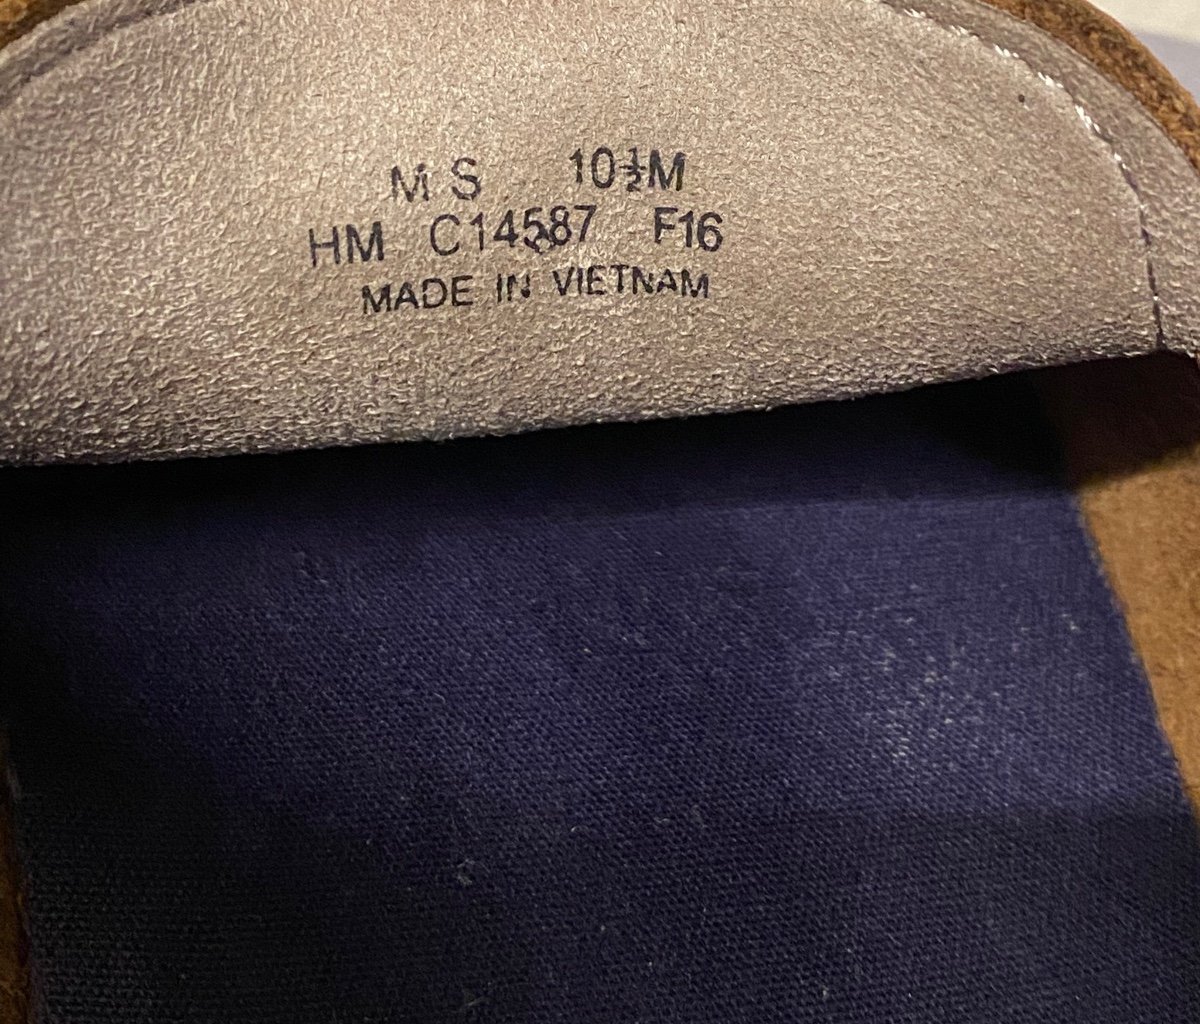 M S 10½M
HM C14587 F16
MADE IN VIETNAM